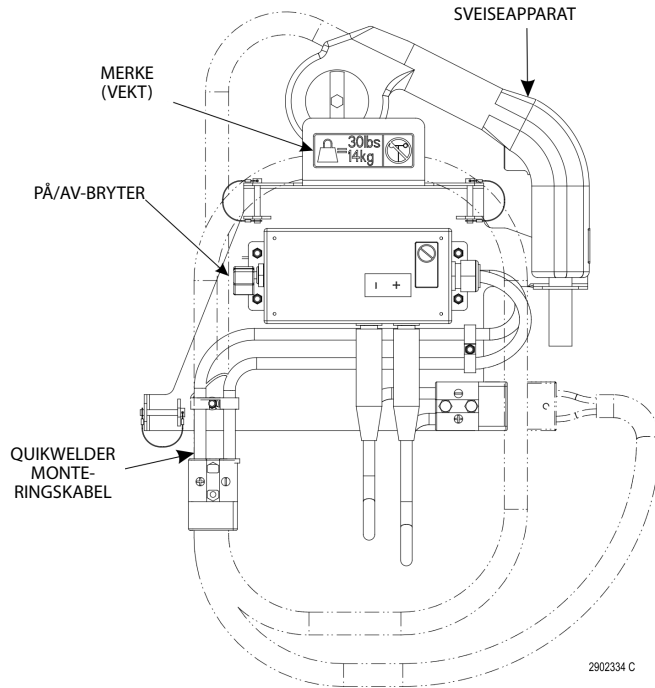 SVEISEAPPARAT
MERKE
(VEKT)
30lbs
= 14kg
PÅ/AV-BRYTER
- +
QUIKWELDER
MONTE-
RINGSKABEL
2902334 C